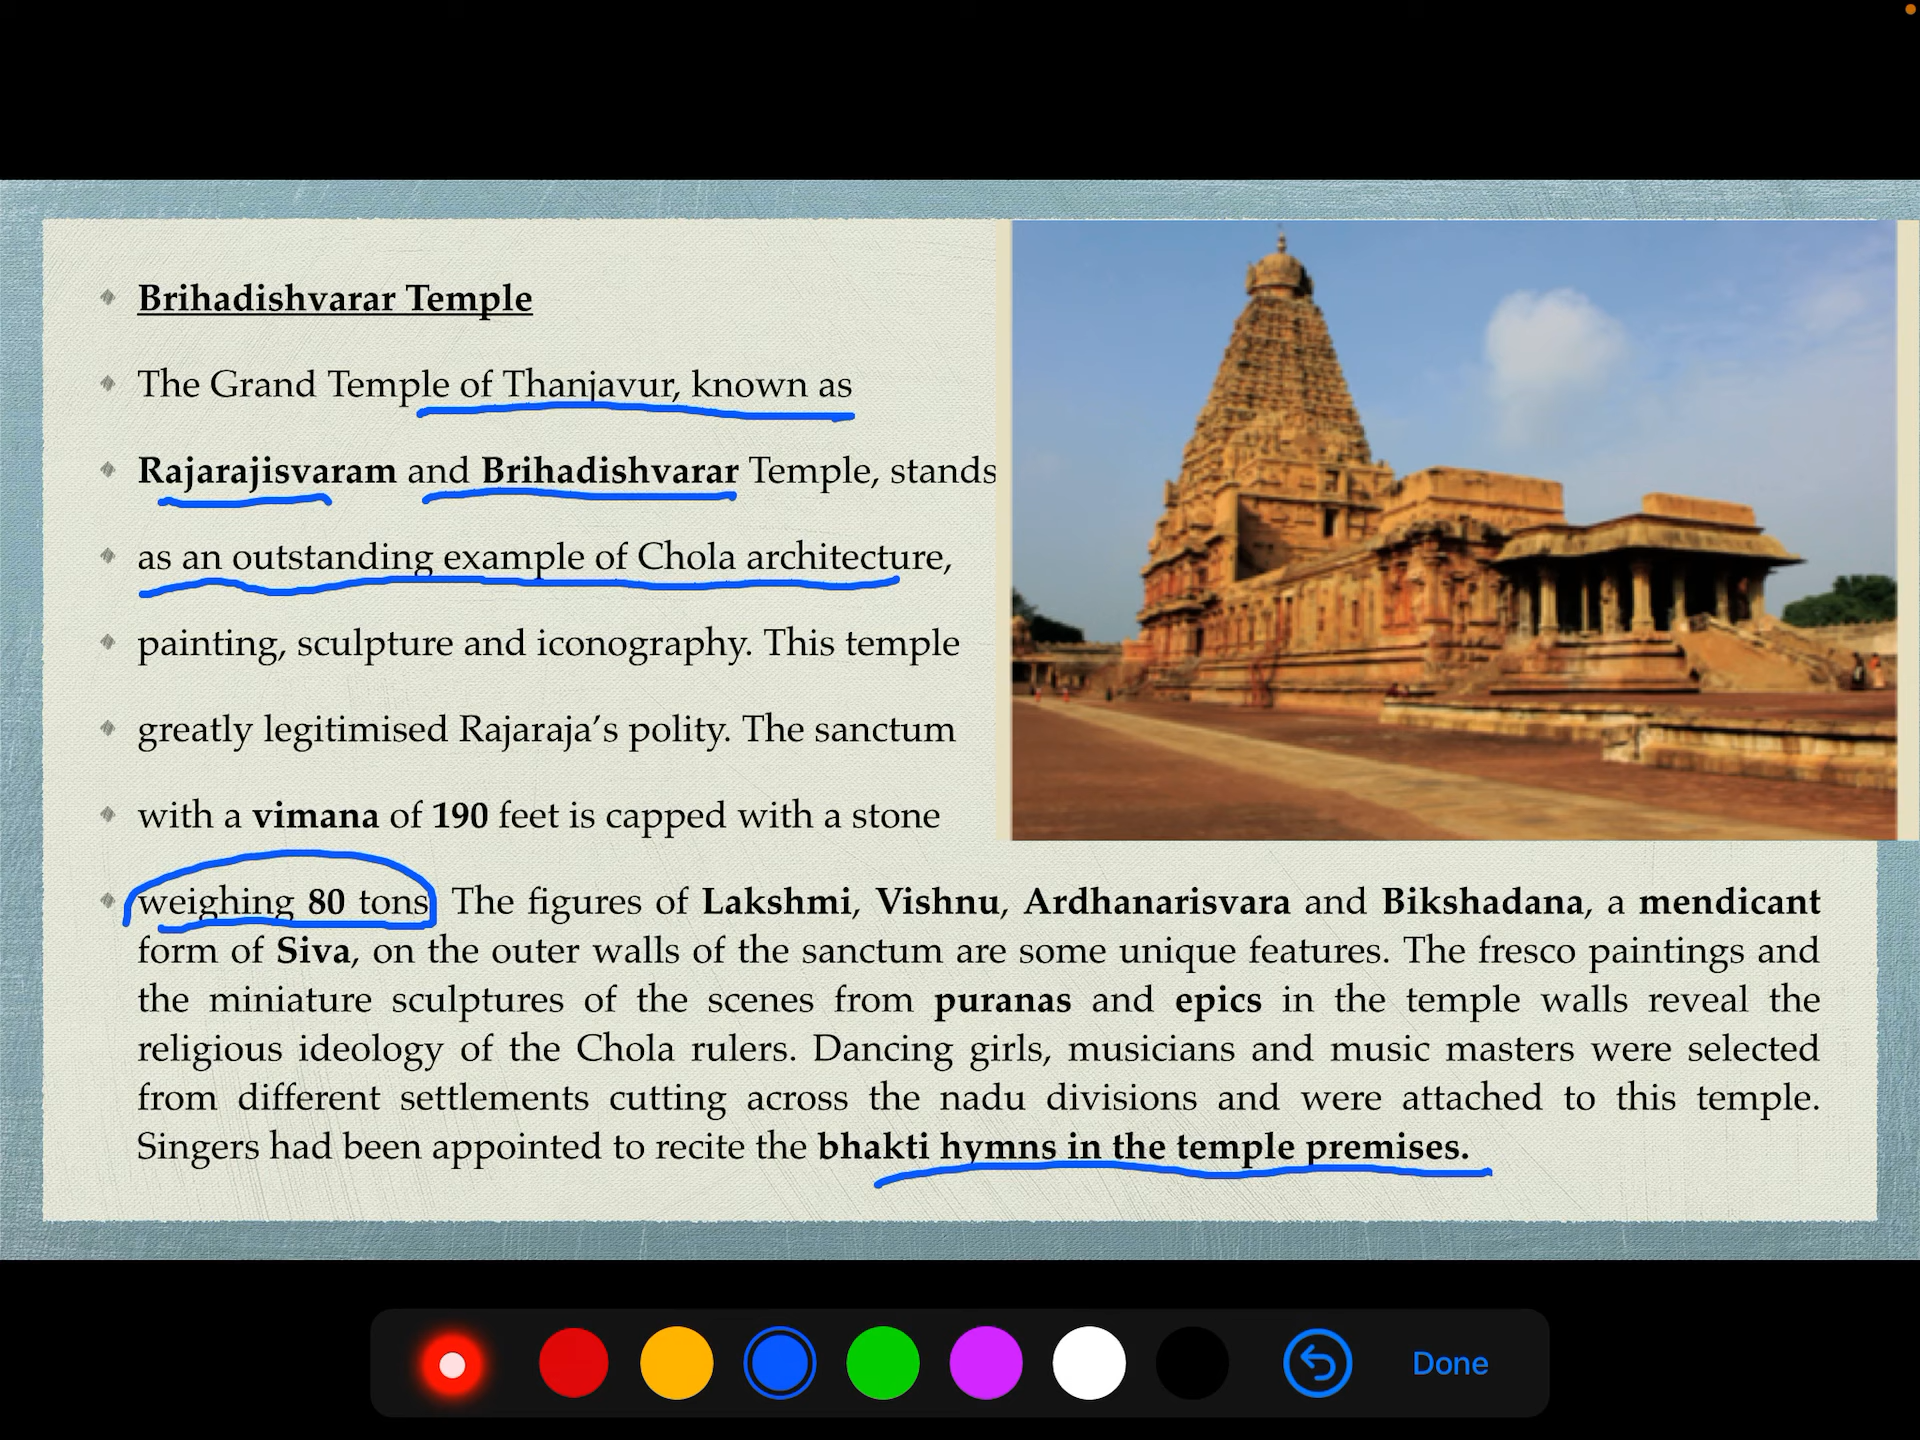 Brihadishvarar Temple
The Grand Temple of Thanjavur, known as
Rajarajisvaram and Brihadishvarar Temple, stands
as an outstanding example of Chola architecture,
painting, sculpture and iconography. This temple
greatly legitimised Rajaraja’s polity. The sanctum
with a vimana of 190 feet is capped with a stone
weighing 80 tons. The figures of Lakshmi, Vishnu, Ardhanarisvara and Bikshadana, a mendicant
form of Siva, on the outer walls of the sanctum are some unique features. The fresco paintings and
the miniature sculptures of the scenes from puranas and epics in the temple walls reveal the
religious ideology of the Chola rulers. Dancing girls, musicians and music masters were selected
from different settlements cutting across the nadu divisions and were attached to this temple.
Singers had been appointed to recite the bhakti hymns in the temple premises.
Done